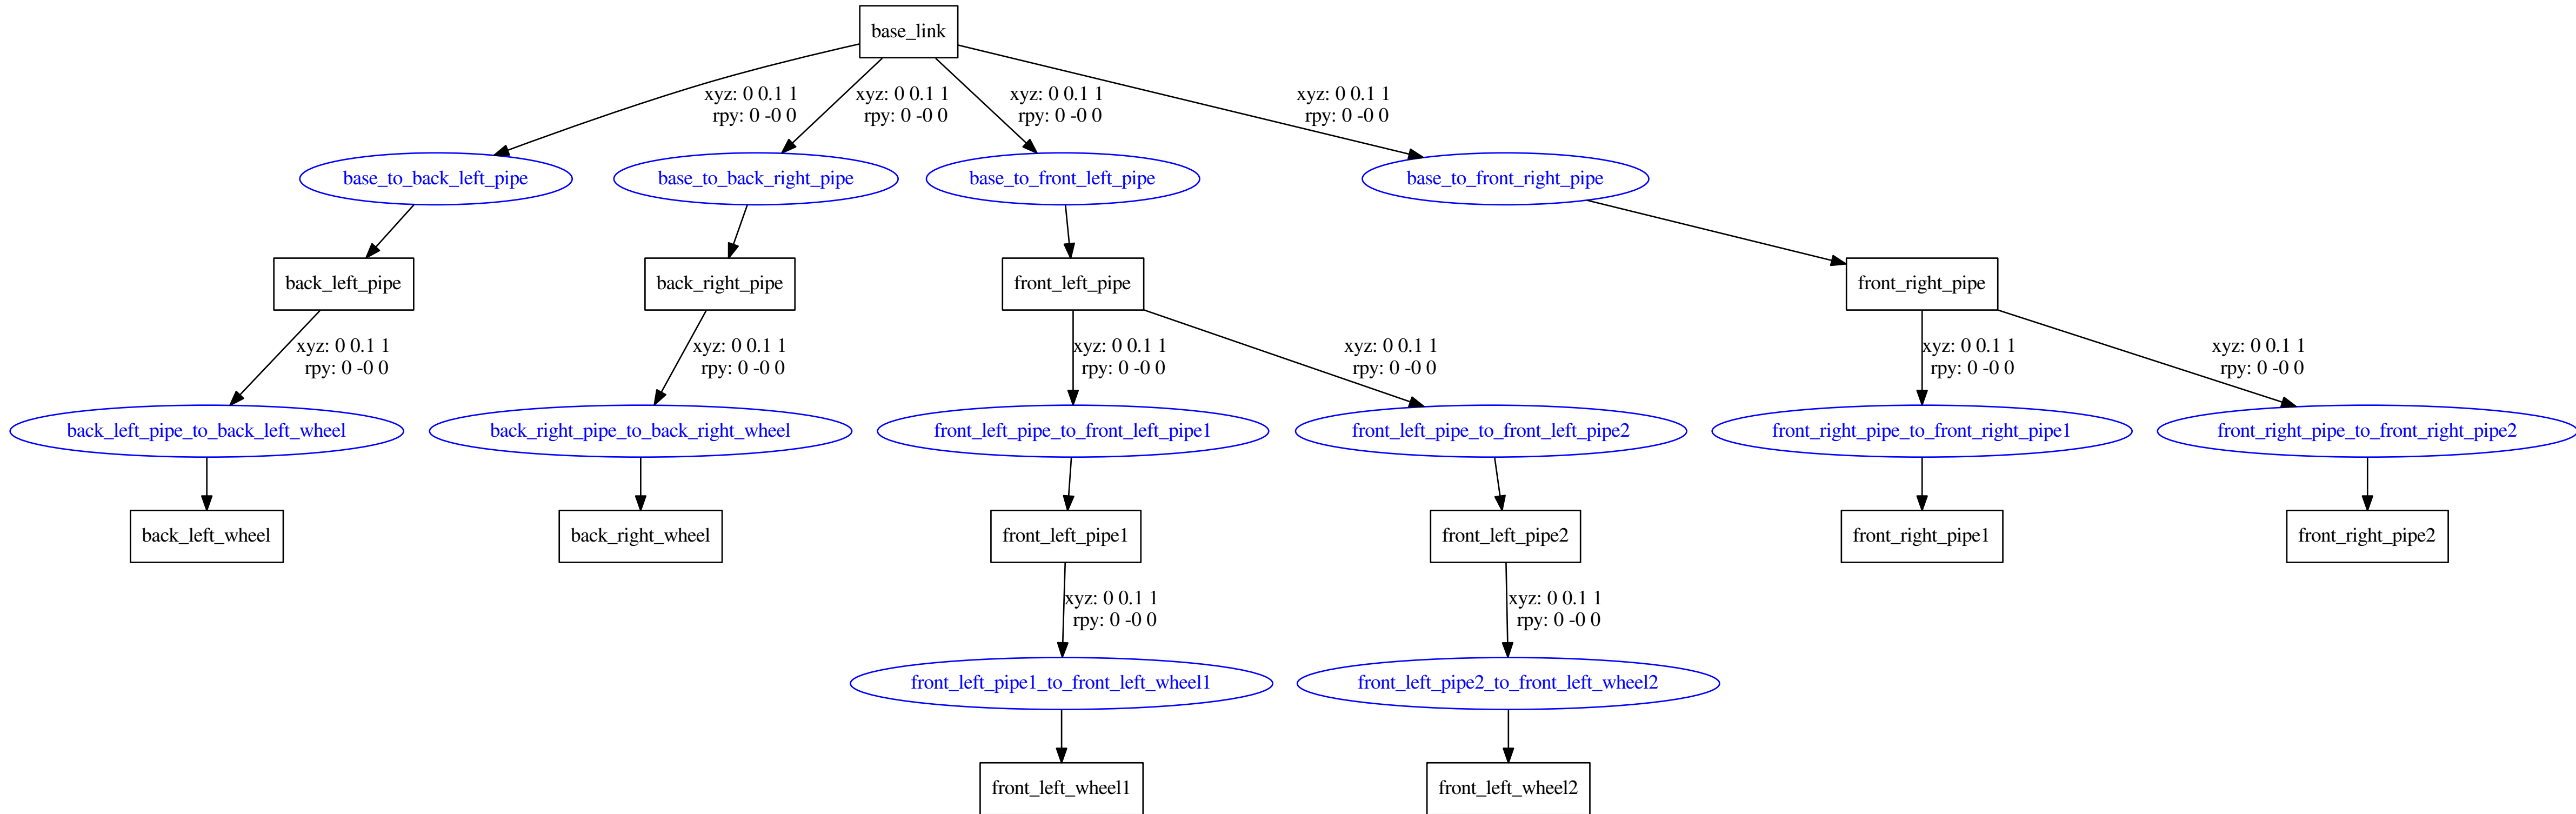 base_link
xyz: 0 0.1 1
rpy: 0 -0 0
xyz: 0 0.1 1
rpy: 0 -0 0
xyz: 0 0.1 1
rpy: 0 -0 0
xyz: 0 0.1 1
rpy: 0 -0 0
base_to_back_left_pipe
base_to_back_right_pipe
base_to_front_left_pipe
base_to_front_right_pipe
back_left_pipe
back_right_pipe
front_left_pipe
front_right_pipe
xyz: 0 0.1 1
rpy: 0 -0 0
xyz: 0 0.1 1
rpy: 0 -0 0
xyz: 0 0.1 1
rpy: 0 -0 0
xyz: 0 0.1 1
rpy: 0 -0 0
xyz: 0 0.1 1
rpy: 0 -0 0
xyz: 0 0.1 1
rpy: 0 -0 0
back_left_pipe_to_back_left_wheel
back_right_pipe_to_back_right_wheel
front_left_pipe_to_front_left_pipe1
front_left_pipe_to_front_left_pipe2
front_right_pipe_to_front_right_pipe1
front_right_pipe_to_front_right_pipe2
back_left_wheel
back_right_wheel
front_left_pipe1
front_left_pipe2
front_right_pipe1
front_right_pipe2
xyz: 0 0.1 1
rpy: 0 -0 0
xyz: 0 0.1 1
rpy: 0 -0 0
front_left_pipe1_to_front_left_wheel1
front_left_pipe2_to_front_left_wheel2
front_left_wheel1
front_left_wheel2